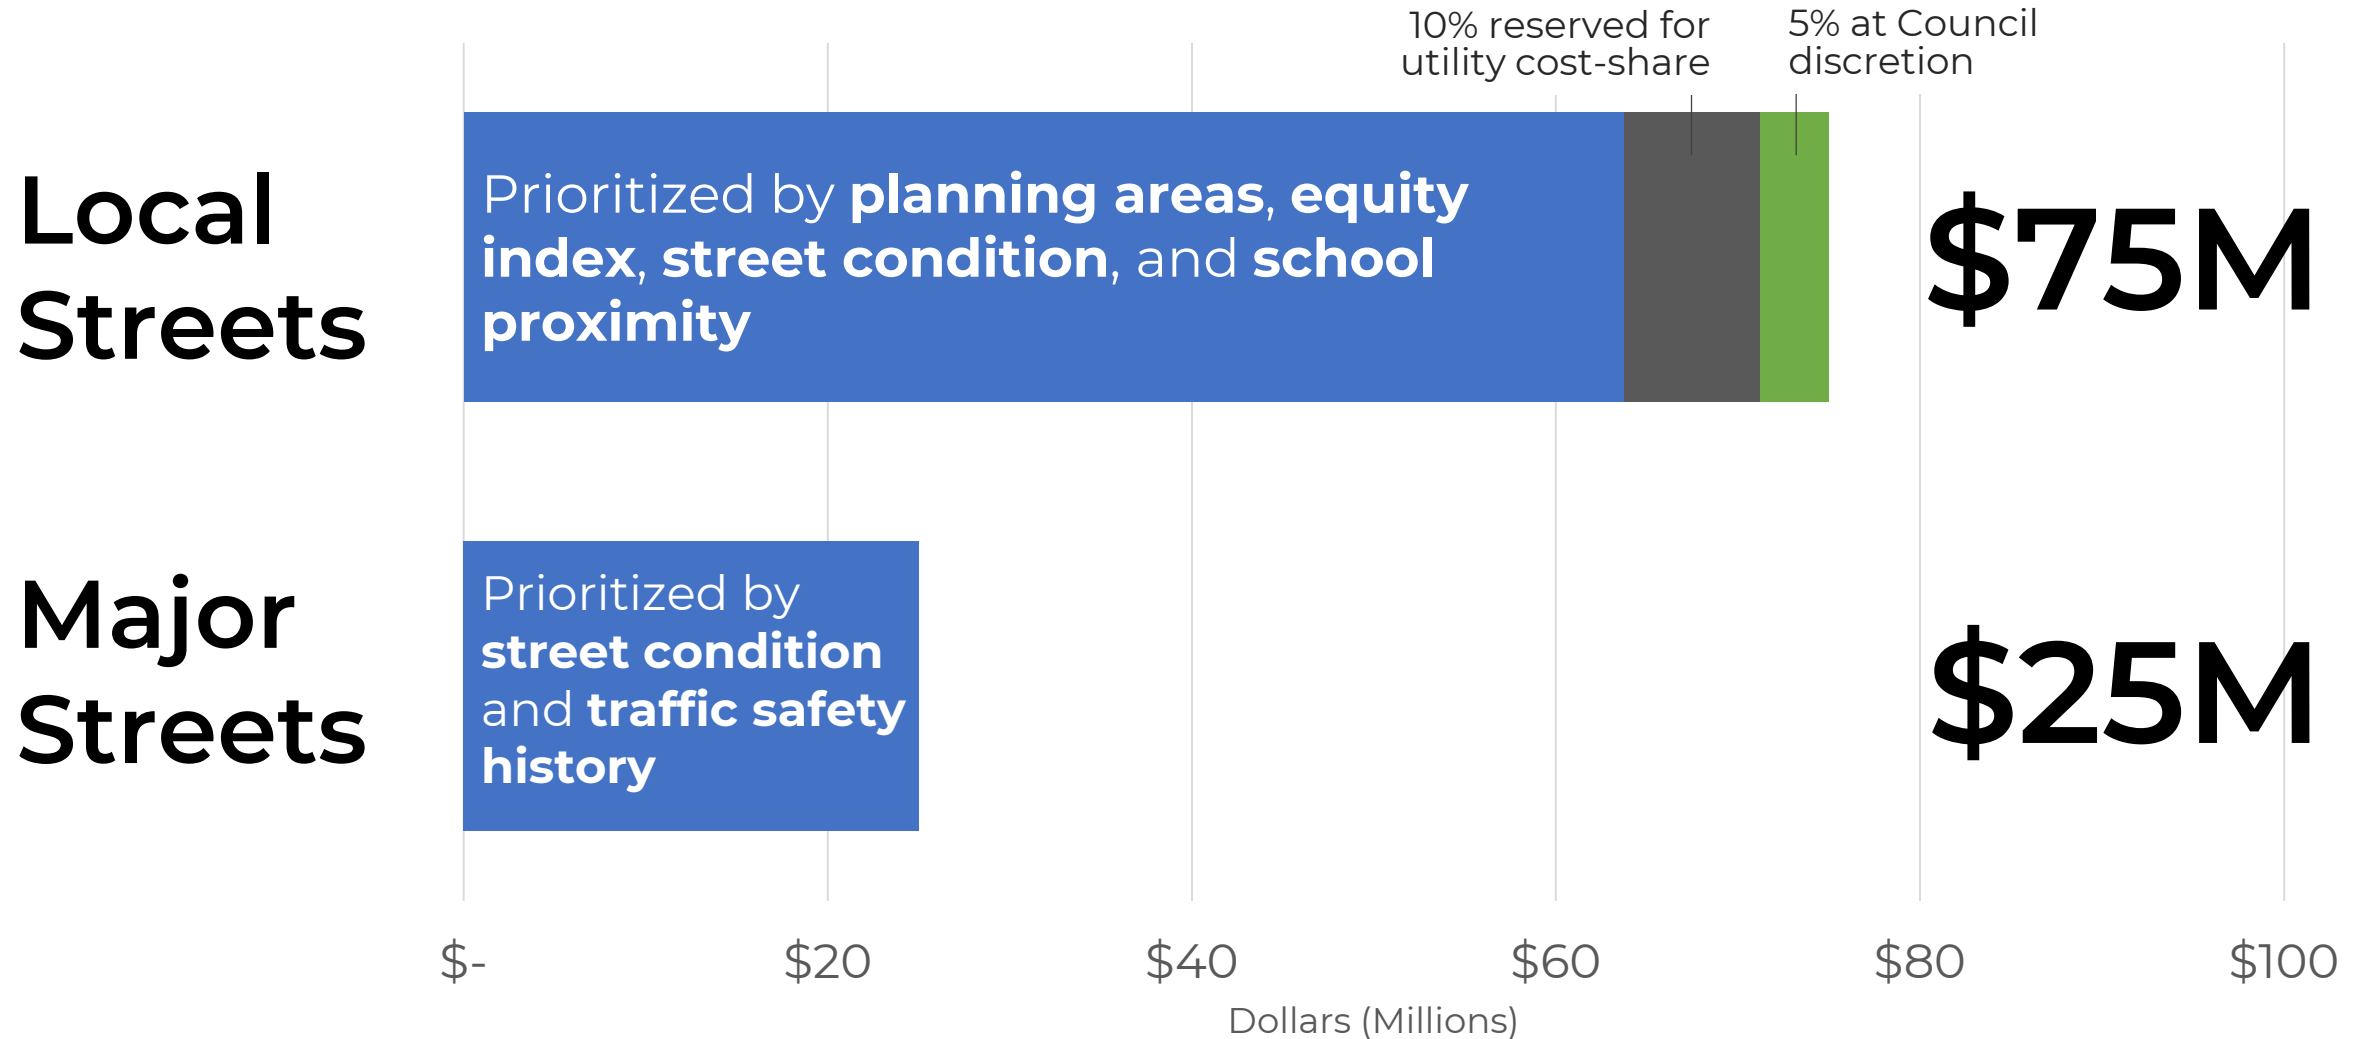 10% reserved for
utility cost-share
5% at Council
discretion
Local
Streets
Prioritized by planning areas, equity
index, street condition, and school
proximity
$75M
Major
Streets
Prioritized by
street condition
and traffic safety
history
$25M
$-
$20
$40
$60
$80
$100
Dollars (Millions)